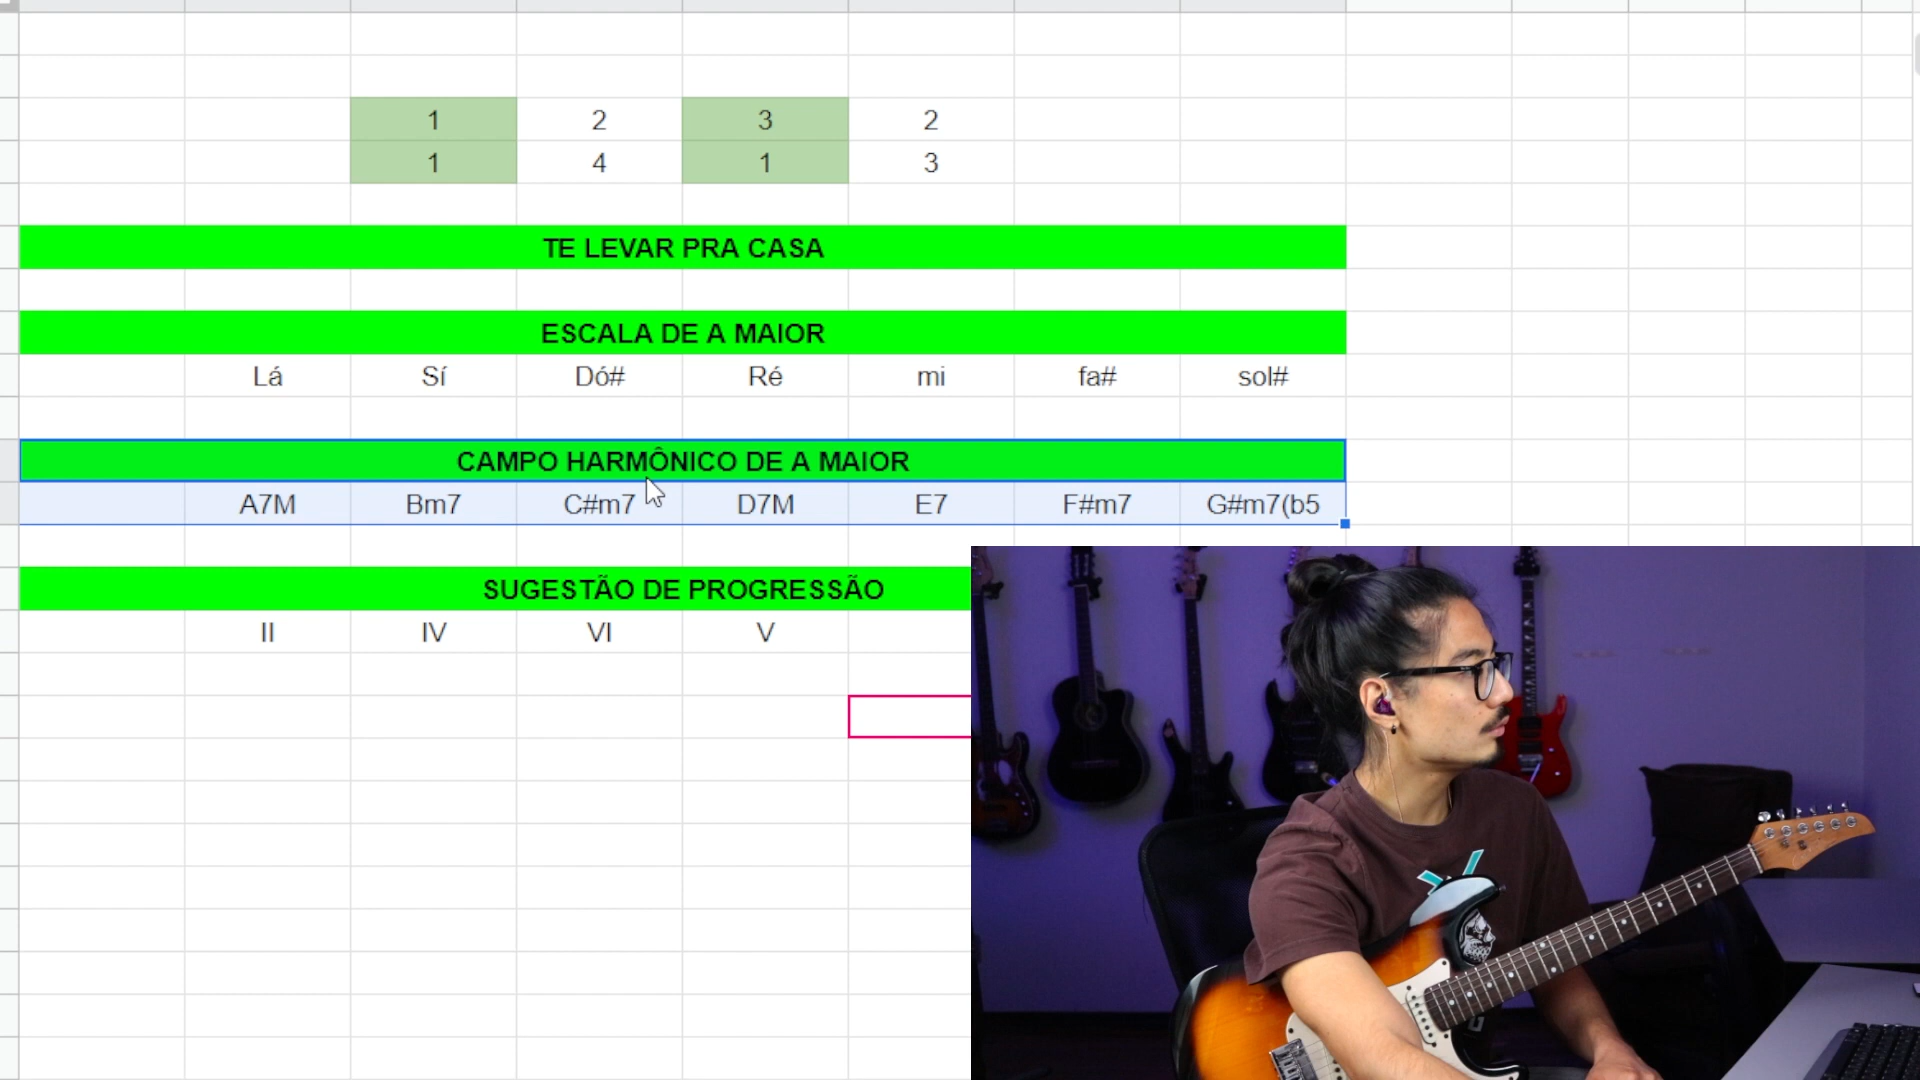 1 2 3 2
1 4 1 3
TE LEVAR PRA CASA
ESCALA DE A MAIOR
Lá Sí Dó# Ré mi fa# sol#
CAMPO HARMÔNICO DE A MAIOR
A7M Bm7 C#m7 D7M E7 F#m7 G#m7(b5
SUGESTÃO DE PROGRESSÃO
II IV VI V